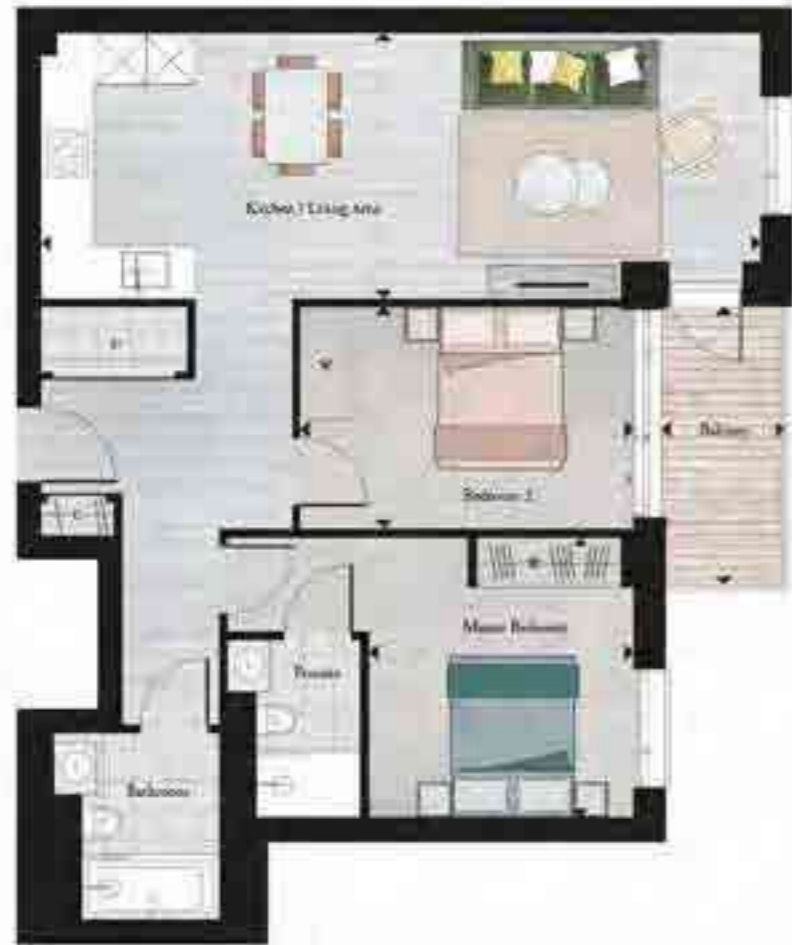 Kitchen / Living Area
Bedroom 2
Balcony
Master Bedroom
Ensuite
Bathroom